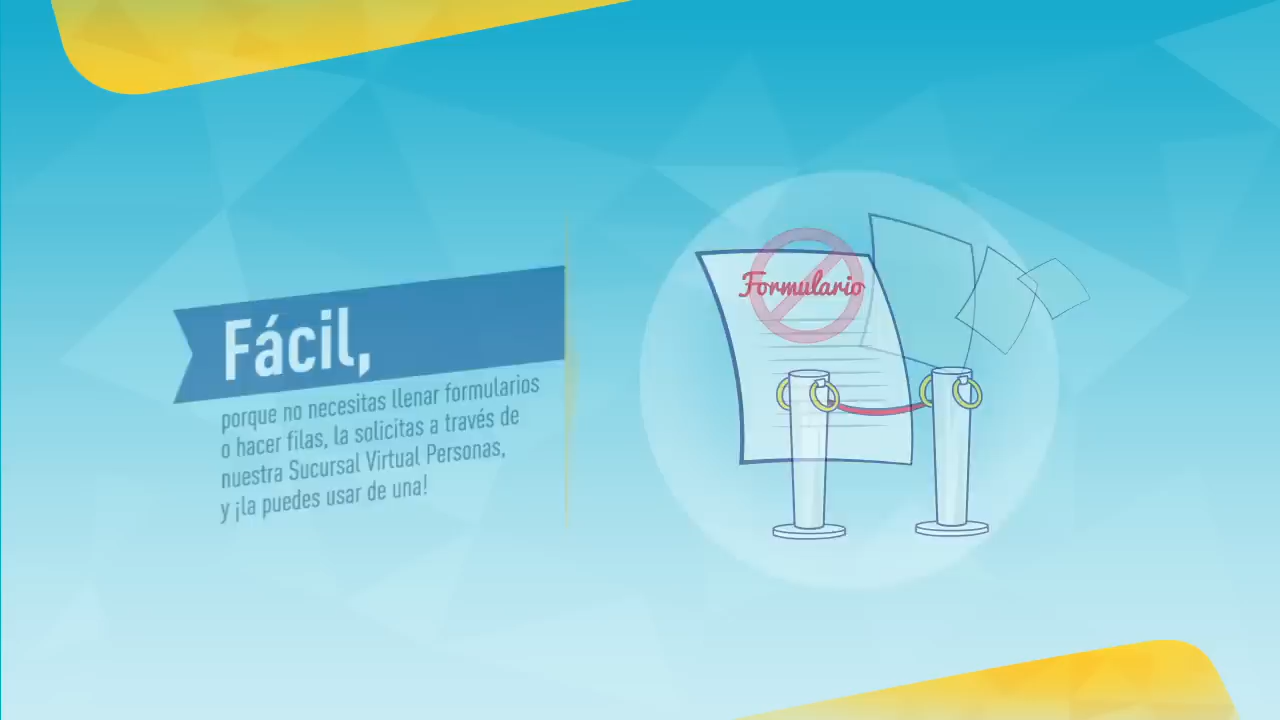 Fácil,
porque no necesitas llenar formularios
o hacer filas, la solicitas a través de
nuestra Sucursal Virtual Personas,
y ¡la puedes usar de una!
Formulario